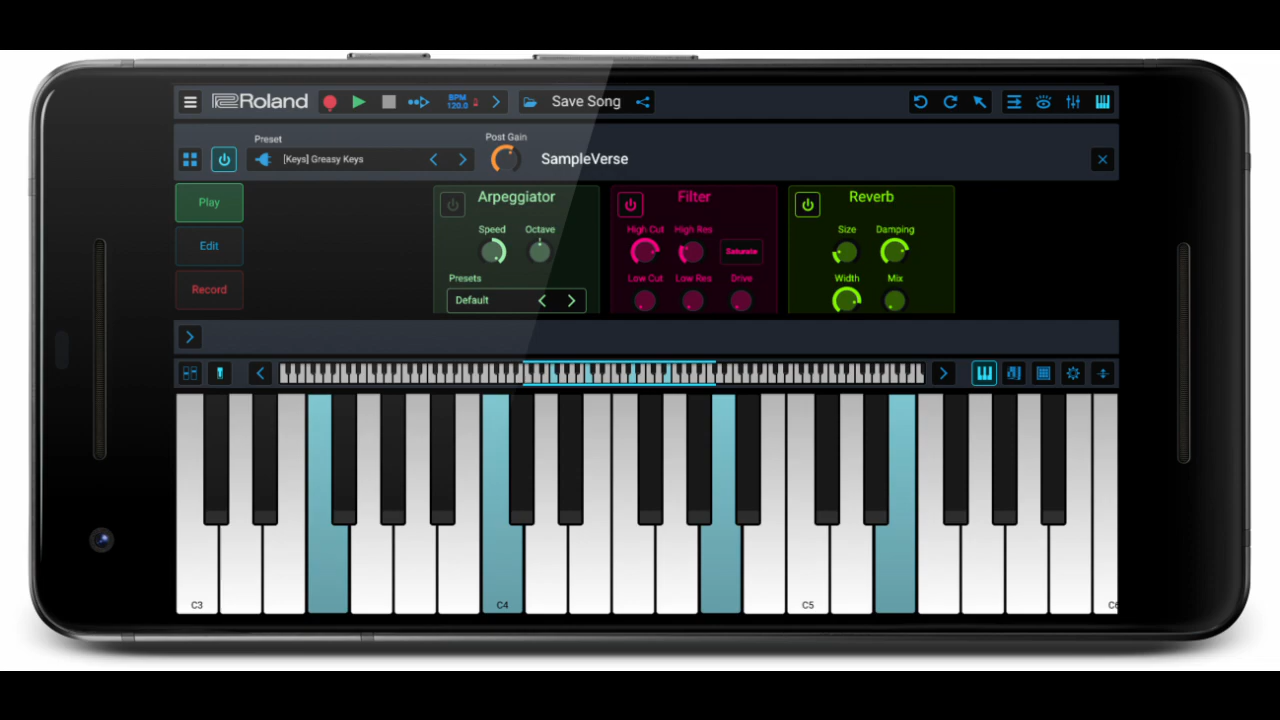 Roland
BPM
120.0
Save Song
Preset
[Keys] Greasy Keys
Post Gain
SampleVerse
Play
Edit
Record
Arpeggiator
Speed
Octave
Presets
Default
Filter
High Cut
High Res
Saturate
Low Cut
Low Res
Drive
Reverb
Size
Damping
Width
Mix
C3
C4
C5